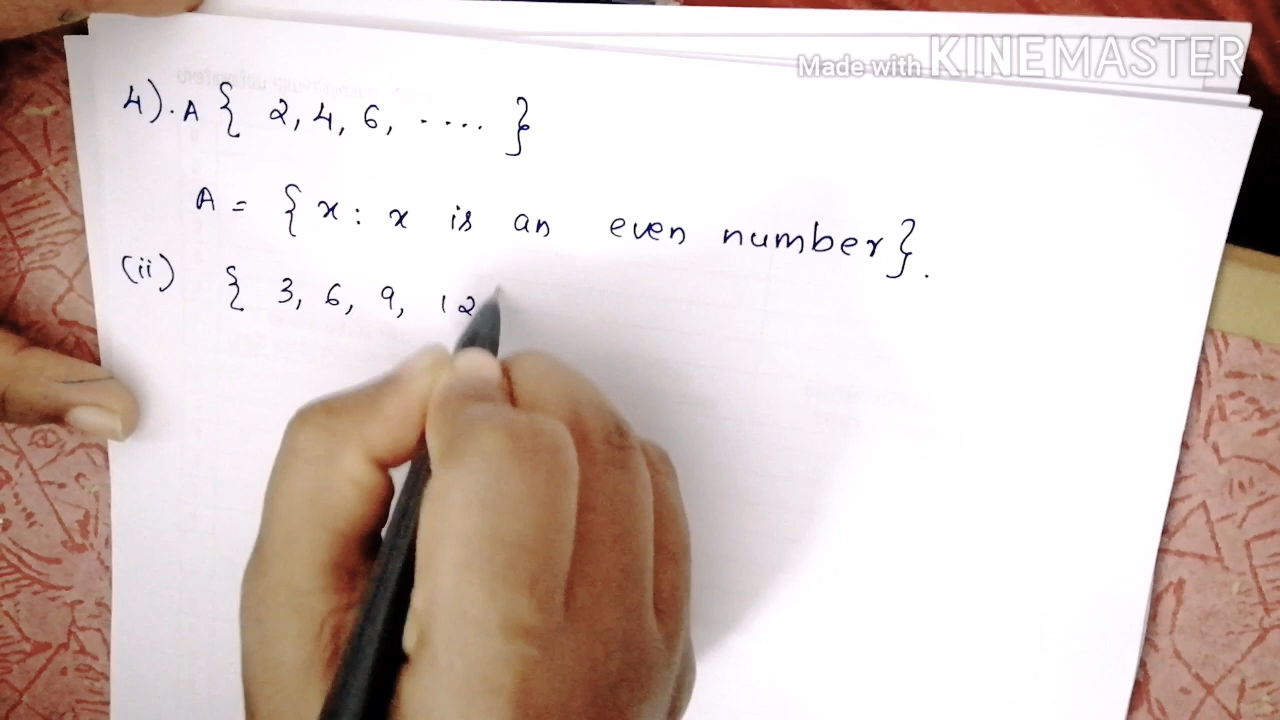 Made with KINEMASTER
4). A { 2, 4, 6, .... }
A = { x : x is an even number}.
(ii) { 3, 6, 9, 12